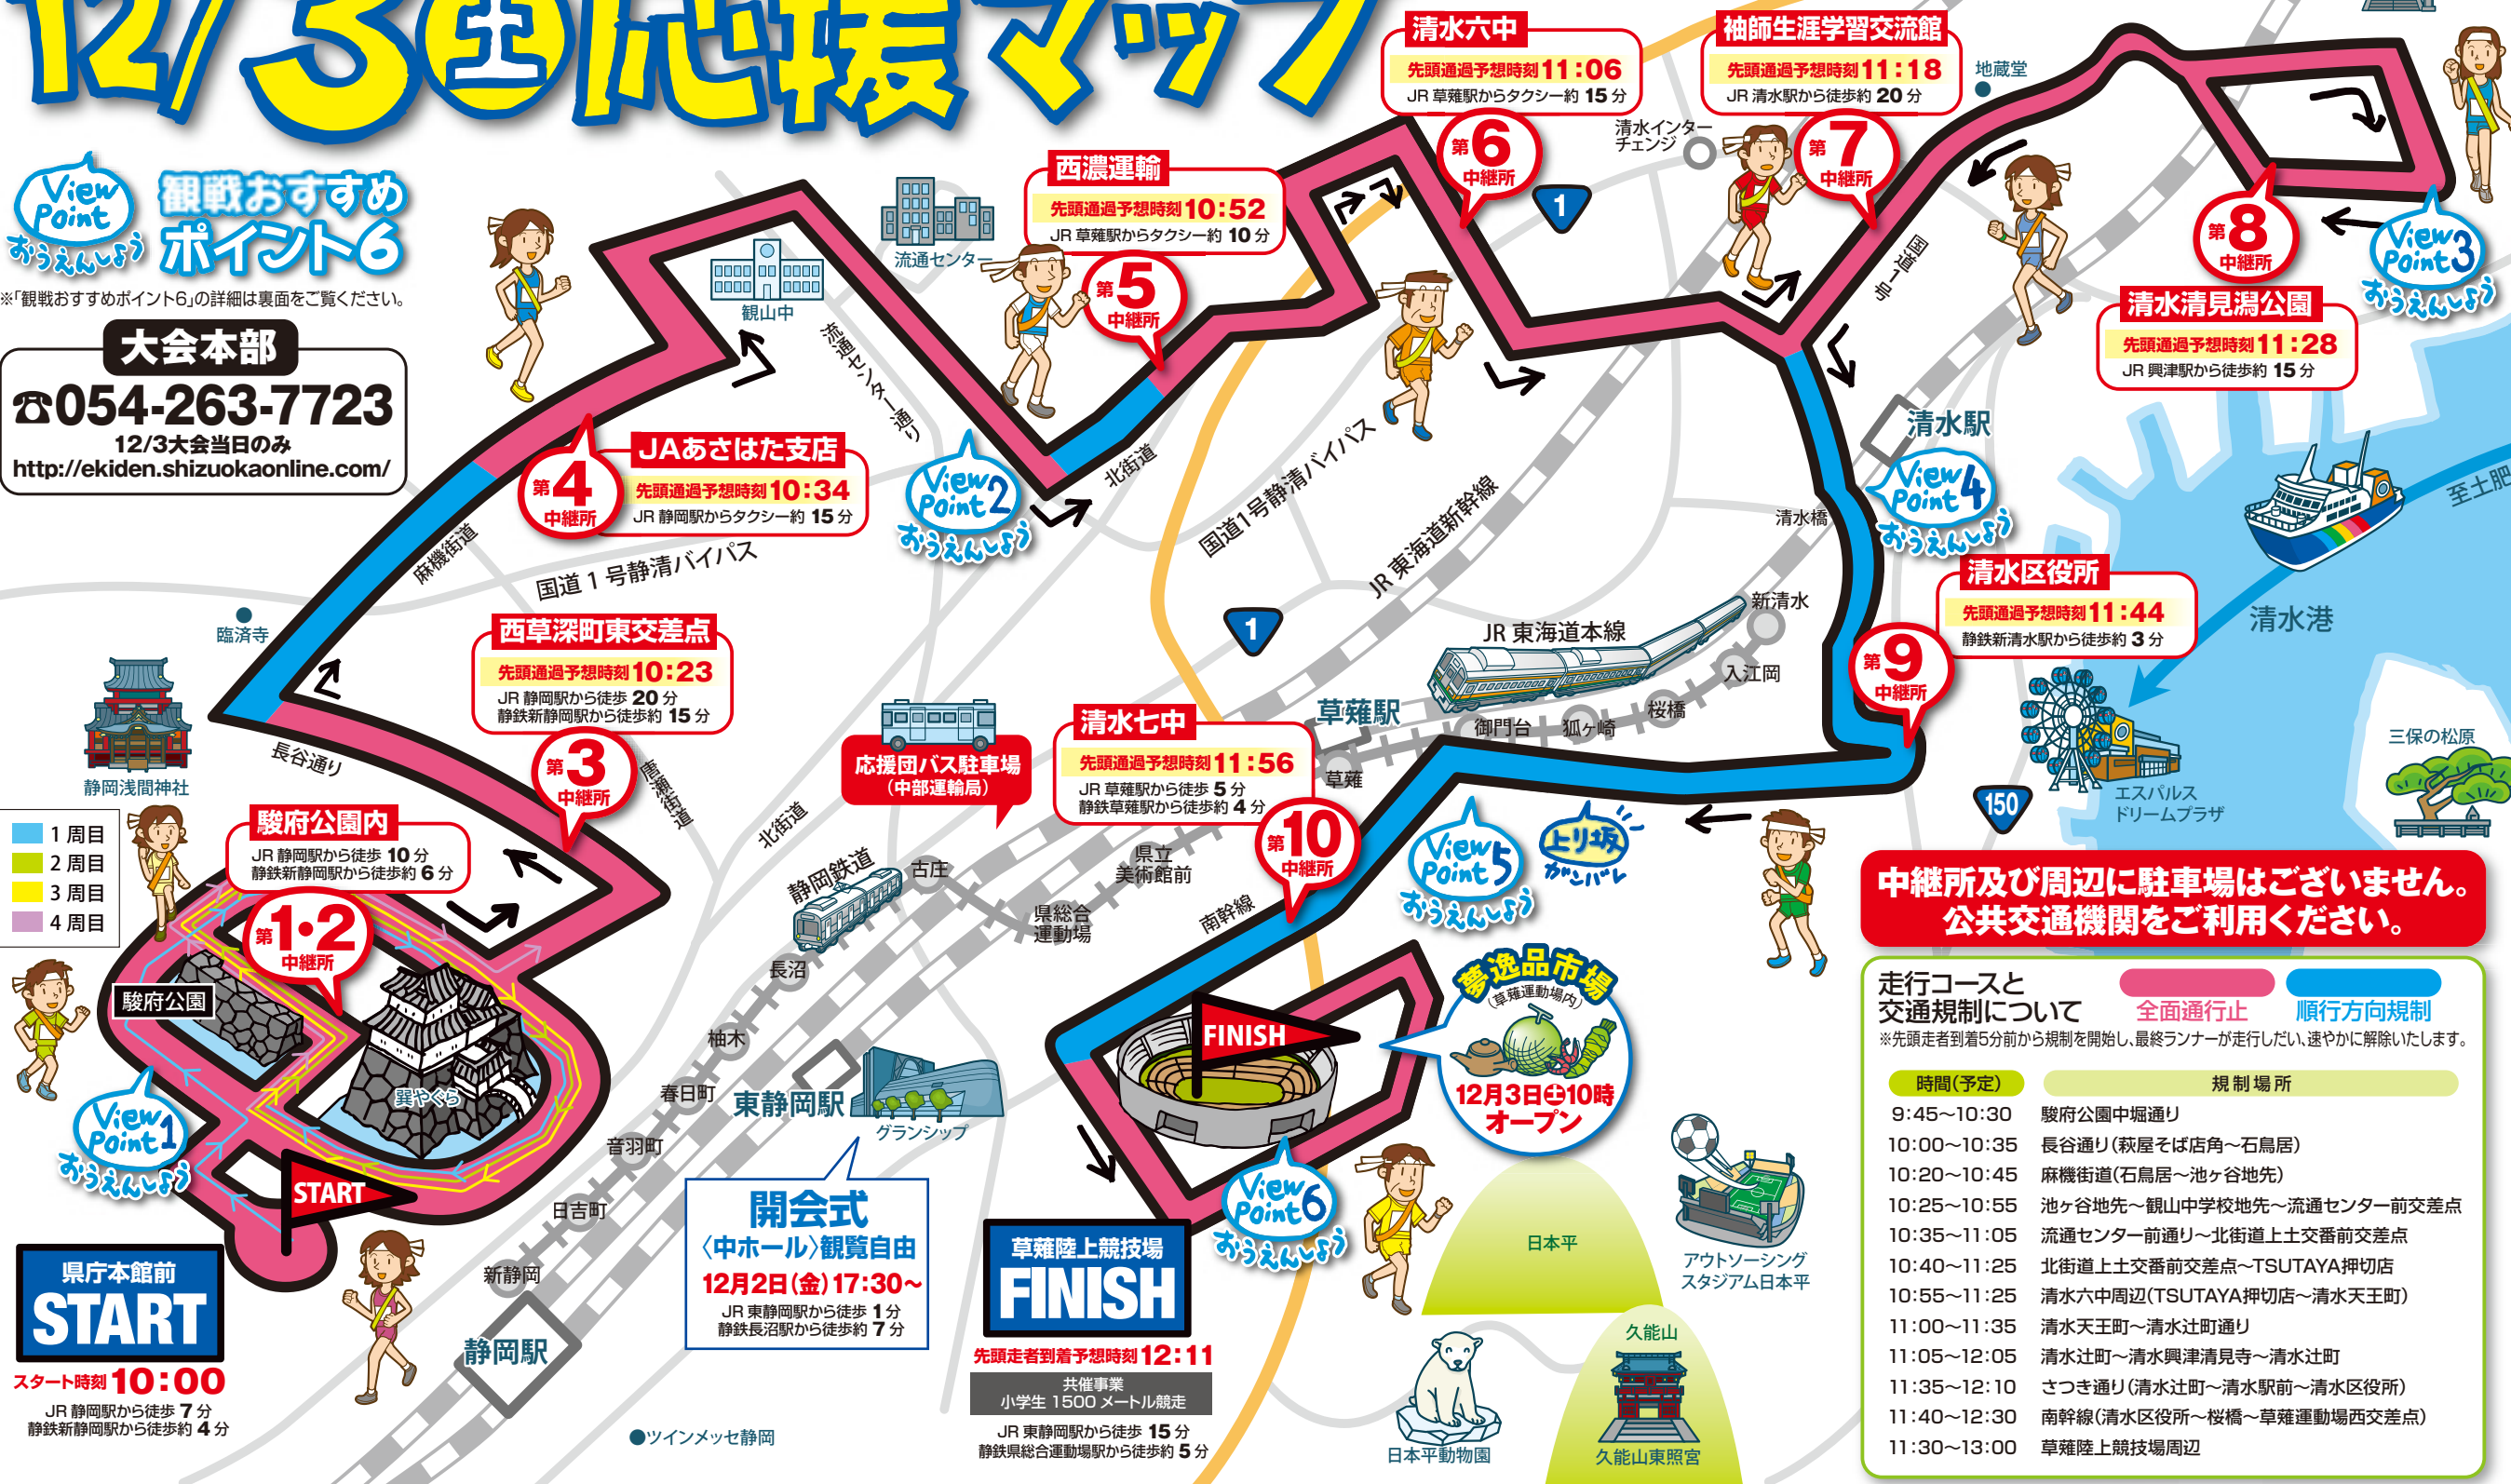 12/3土応援マップ
View Point おうえんしよう
観戦おすすめ
ポイント6
※「観戦おすすめポイント6」の詳細は裏面をご覧ください。
大会本部
☎054-263-7723
12/3大会当日のみ
http://ekiden.shizuokaonline.com/
清水六中
先頭通過予想時刻11:06
JR 草薙駅からタクシー約 15 分
第6中継所
袖師生涯学習交流館
先頭通過予想時刻11:18
JR 清水駅から徒歩約 20 分
第7中継所
地蔵堂
清水インター
チェンジ
1
国道1号
西濃運輸
先頭通過予想時刻10:52
JR 草薙駅からタクシー約 10 分
第5中継所
流通センター
観山中
流通センター通り
第8中継所
清水清見潟公園
先頭通過予想時刻11:28
JR 興津駅から徒歩約 15 分
View Point 3
おうえんしよう
JAあさはた支店
先頭通過予想時刻10:34
JR 静岡駅からタクシー約 15 分
第4中継所
View Point 2
おうえんしよう
北街道
国道1号静清バイパス
JR 東海道新幹線
清水駅
View Point 4
おうえんしよう
清水橋
至土肥
清水港
麻機街道
国道 1 号静清バイパス
臨済寺
静岡浅間神社
長谷通り
西草深町東交差点
先頭通過予想時刻10:23
JR 静岡駅から徒歩 20 分
静鉄新静岡駅から徒歩約 15 分
第3中継所
唐瀬街道
北街道
1
JR 東海道本線
新清水
入江岡
桜橋
狐ヶ崎
御門台
草薙駅
草薙
清水区役所
先頭通過予想時刻11:44
静鉄新清水駅から徒歩約 3 分
第9中継所
150
エスパルス
ドリームプラザ
三保の松原
応援団バス駐車場
(中部運輸局)
清水七中
先頭通過予想時刻11:56
JR 草薙駅から徒歩 5 分
静鉄草薙駅から徒歩約 4 分
第10中継所
View Point 5
おうえんしよう
上り坂
ガンバレ
南幹線
県立
美術館前
県総合
運動場
古庄
静岡鉄道
長沼
柚木
春日町
音羽町
日吉町
新静岡
静岡駅
東静岡駅
グランシップ
1 周目
2 周目
3 周目
4 周目
駿府公園内
JR 静岡駅から徒歩 10 分
静鉄新静岡駅から徒歩約 6 分
第1・2中継所
駿府公園
巽やぐら
View Point 1
おうえんしよう
START
県庁本館前
START
スタート時刻10:00
JR 静岡駅から徒歩 7 分
静鉄新静岡駅から徒歩約 4 分
開会式
〈中ホール〉観覧自由
12月2日(金)17:30～
JR 東静岡駅から徒歩 1 分
静鉄長沼駅から徒歩約 7 分
●ツインメッセ静岡
FINISH
View Point 6
おうえんしよう
草薙陸上競技場
FINISH
先頭走者到着予想時刻12:11
共催事業
小学生 1500 メートル競走
JR 東静岡駅から徒歩 15 分
静鉄県総合運動場駅から徒歩約 5 分
夢逸品市場
(草薙運動場内)
12月3日土10時
オープン
日本平
アウトソーシング
スタジアム日本平
久能山
日本平動物園
久能山東照宮
中継所及び周辺に駐車場はございません。
公共交通機関をご利用ください。
走行コースと
交通規制について
全面通行止
順行方向規制
※先頭走者到着5分前から規制を開始し、最終ランナーが走行しだい、速やかに解除いたします。
時間(予定) 規制場所
9:45～10:30 駿府公園中堀通り
10:00～10:35 長谷通り(萩屋そば店角～石鳥居)
10:20～10:45 麻機街道(石鳥居～池ヶ谷地先)
10:25～10:55 池ヶ谷地先～観山中学校地先～流通センター前交差点
10:35～11:05 流通センター前通り～北街道上土交番前交差点
10:40～11:25 北街道上土交番前交差点～TSUTAYA押切店
10:55～11:25 清水六中周辺(TSUTAYA押切店～清水天王町)
11:00～11:35 清水天王町～清水辻町通り
11:05～12:05 清水辻町～清水興津清見寺～清水辻町
11:35～12:10 さつき通り(清水辻町～清水駅前～清水区役所)
11:40～12:30 南幹線(清水区役所～桜橋～草薙運動場西交差点)
11:30～13:00 草薙陸上競技場周辺